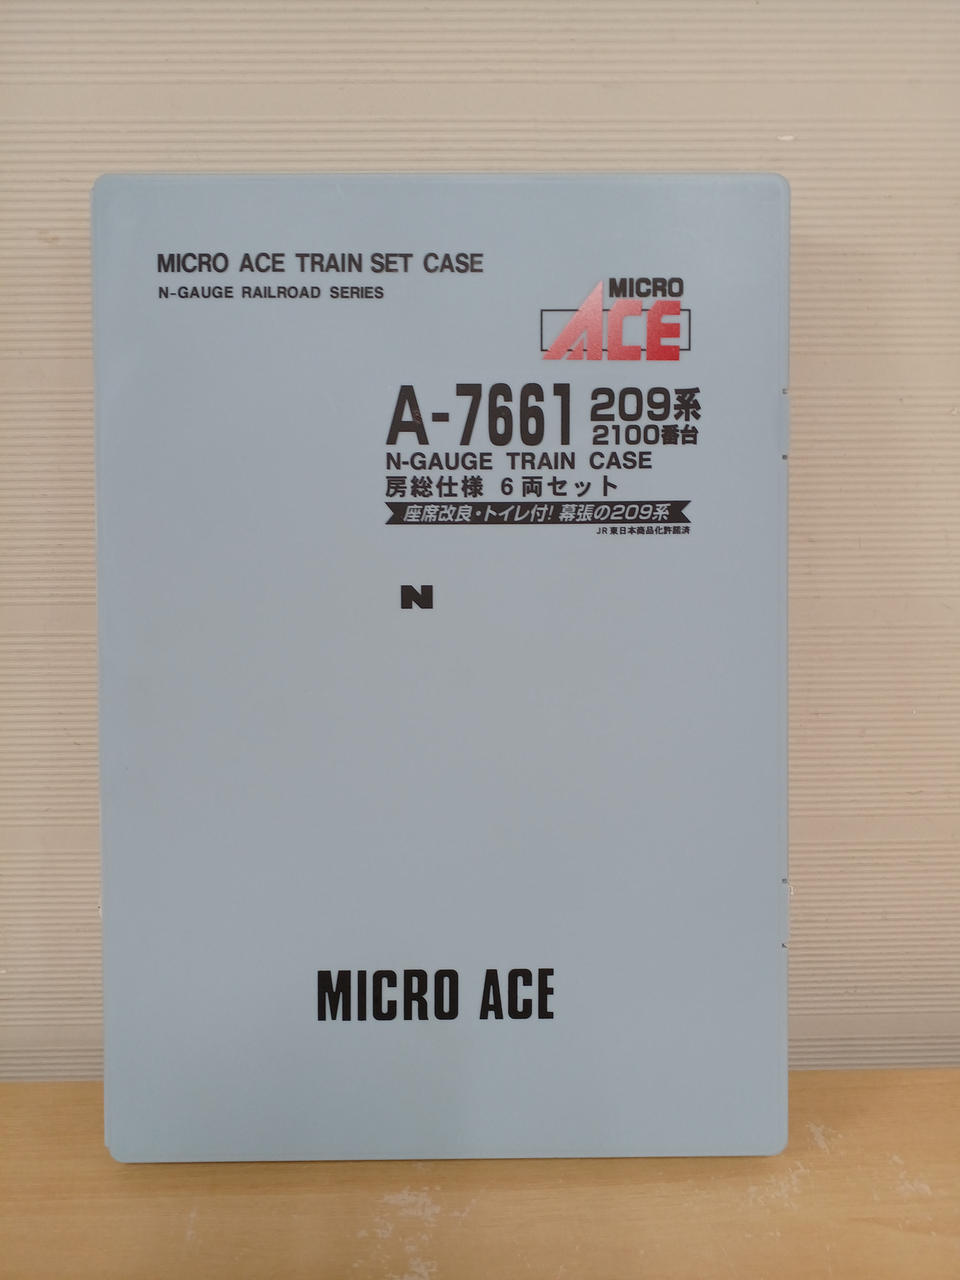 MICRO ACE TRAIN SET CASE
N-GAUGE RAILROAD SERIES
MICRO
ACE
A-7661 209系
2100番台
N-GAUGE TRAIN CASE
房総仕様 6両セット
座席改良・トイレ付! 幕張の209系
JR東日本商品化許諾済
N
MICRO ACE